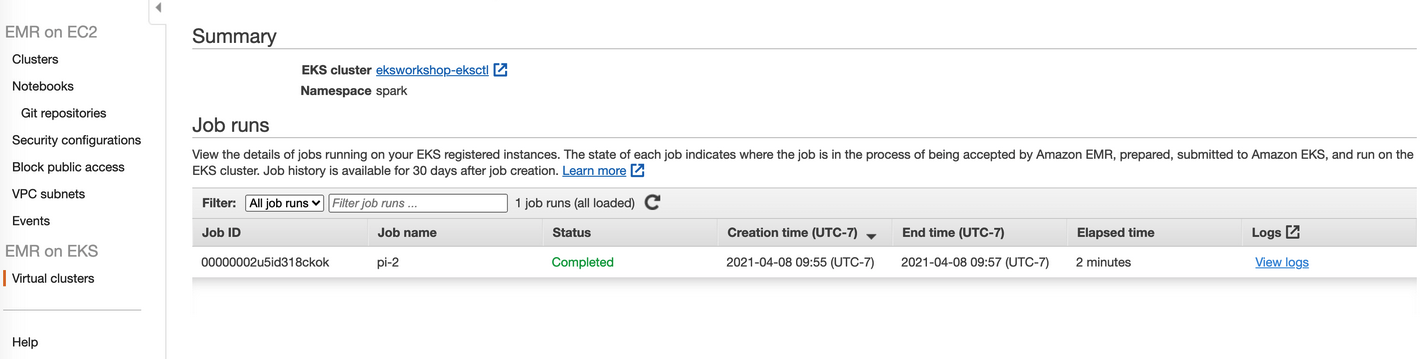 EMR on EC2
Clusters
Notebooks
Git repositories
Security configurations
Block public access
VPC subnets
Events
EMR on EKS
Virtual clusters
Help
Summary
EKS cluster eksworkshop-eksctl
Namespace spark
Job runs
View the details of jobs running on your EKS registered instances. The state of each job indicates where the job is in the process of being accepted by Amazon EMR, prepared, submitted to Amazon EKS, and run on the
EKS cluster. Job history is available for 30 days after job creation. Learn more
Filter: All job runs Filter job runs ... 1 job runs (all loaded)
Job ID Job name Status Creation time (UTC-7) End time (UTC-7) Elapsed time Logs
00000002u5id318ckok pi-2 Completed 2021-04-08 09:55 (UTC-7) 2021-04-08 09:57 (UTC-7) 2 minutes View logs